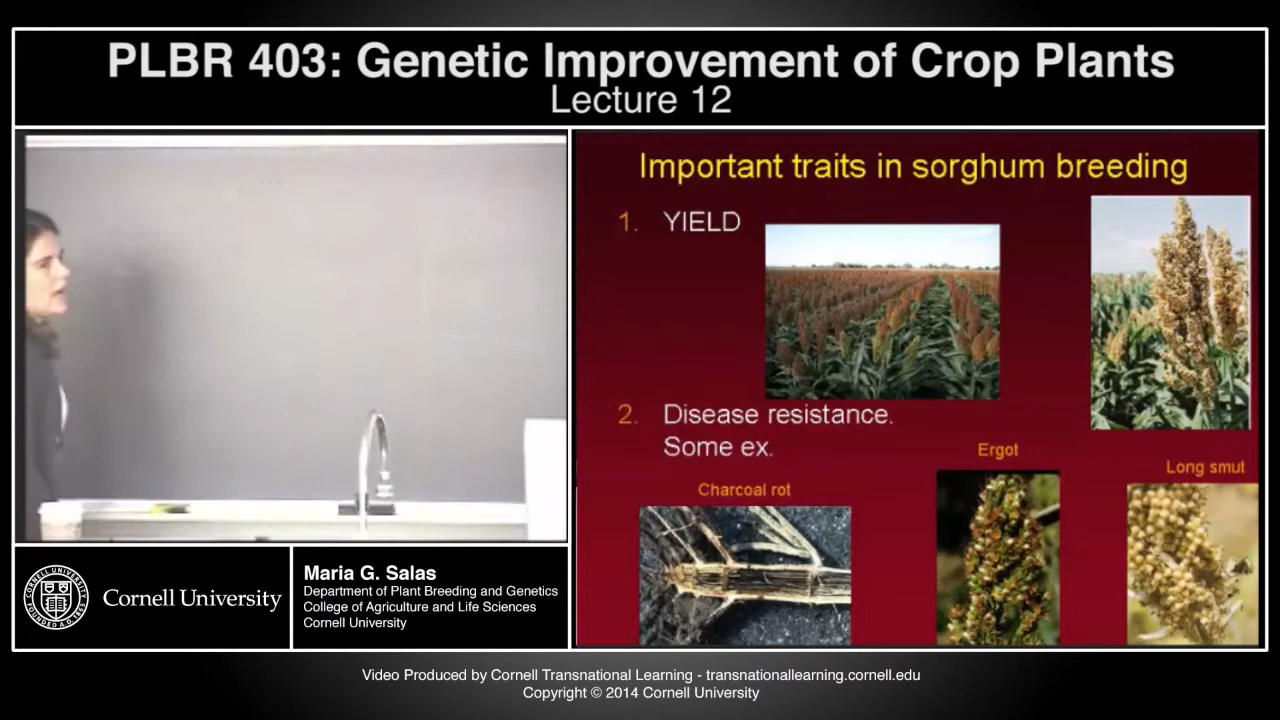 PLBR 403: Genetic Improvement of Crop Plants
Lecture 12
Important traits in sorghum breeding
1. YIELD
2. Disease resistance.
Some ex.
Ergot
Long smut
Charcoal rot
Cornell University
Maria G. Salas
Department of Plant Breeding and Genetics
College of Agriculture and Life Sciences
Cornell University
Video Produced by Cornell Transnational Learning - transnationallearning.cornell.edu
Copyright © 2014 Cornell University